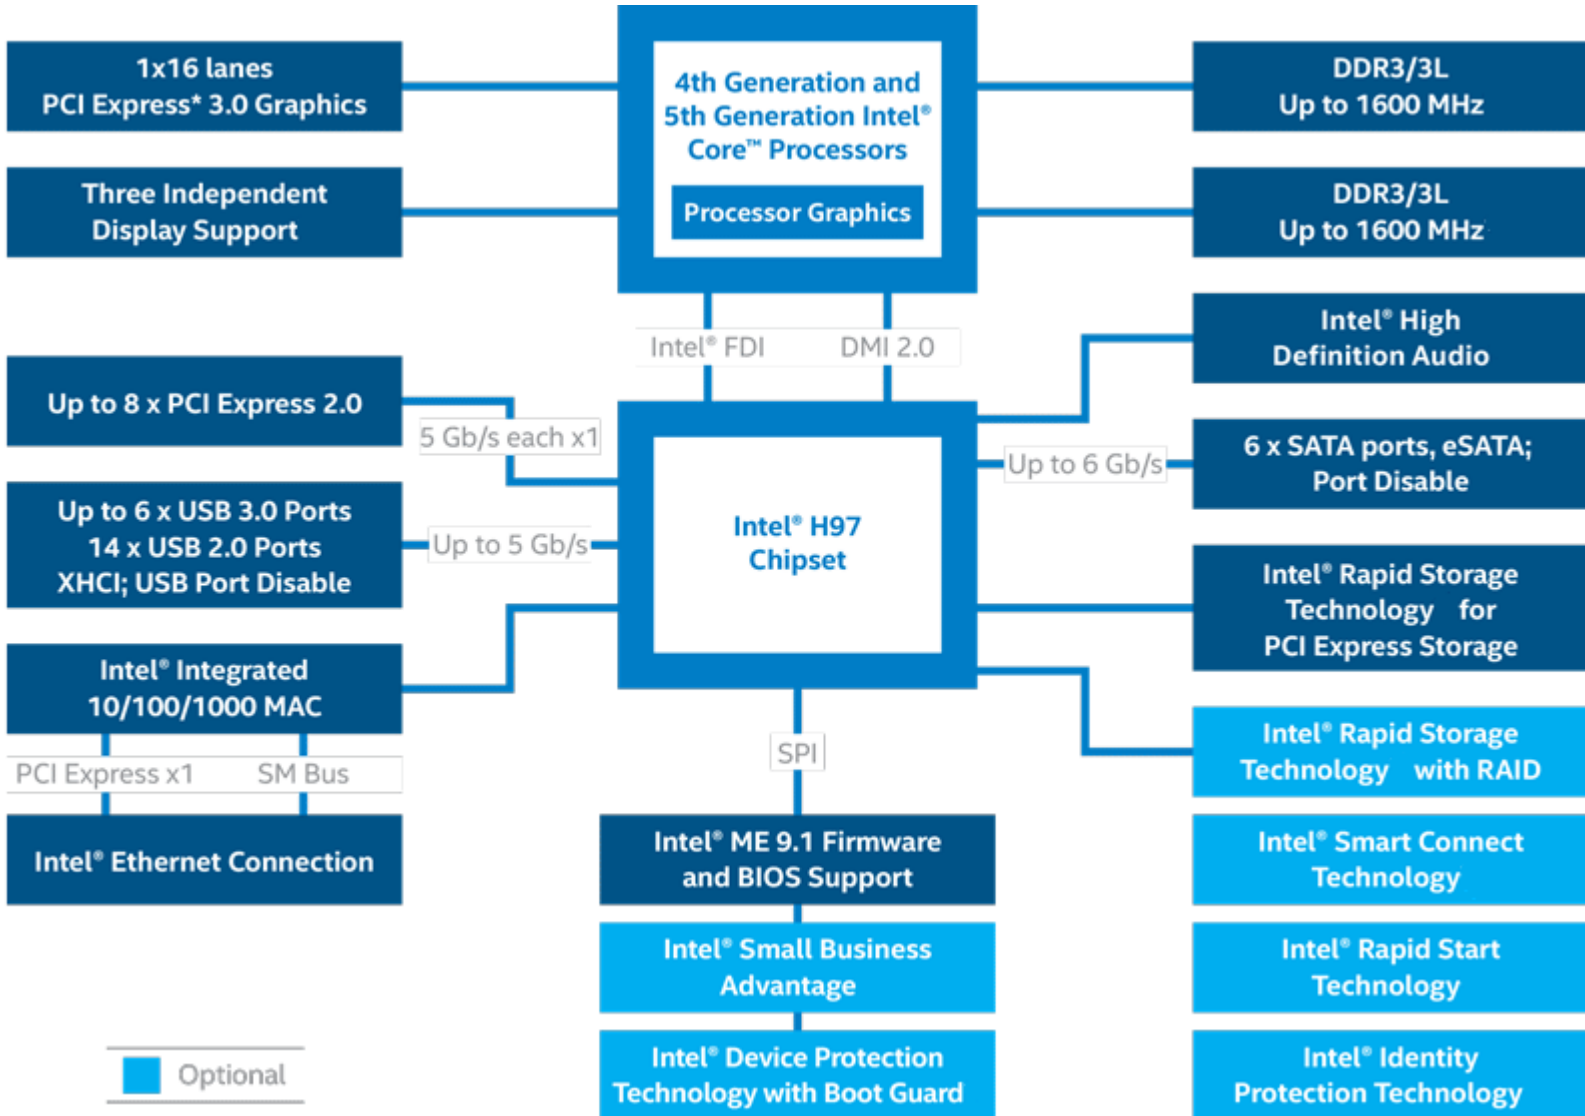 1x16 lanes
PCI Express* 3.0 Graphics
Three Independent
Display Support
4th Generation and
5th Generation Intel®
Core™ Processors
Processor Graphics
DDR3/3L
Up to 1600 MHz
DDR3/3L
Up to 1600 MHz
Intel® FDI
DMI 2.0
Up to 8 x PCI Express 2.0
5 Gb/s each x1
Up to 6 x USB 3.0 Ports
14 x USB 2.0 Ports
XHCI; USB Port Disable
Up to 5 Gb/s
Intel® Integrated
10/100/1000 MAC
PCI Express x1
SM Bus
Intel® Ethernet Connection
Intel® H97
Chipset
Intel® High
Definition Audio
Up to 6 Gb/s
6 x SATA ports, eSATA;
Port Disable
Intel® Rapid Storage
Technology for
PCI Express Storage
Intel® Rapid Storage
Technology with RAID
SPI
Intel® ME 9.1 Firmware
and BIOS Support
Intel® Small Business
Advantage
Intel® Device Protection
Technology with Boot Guard
Intel® Smart Connect
Technology
Intel® Rapid Start
Technology
Intel® Identity
Protection Technology
Optional